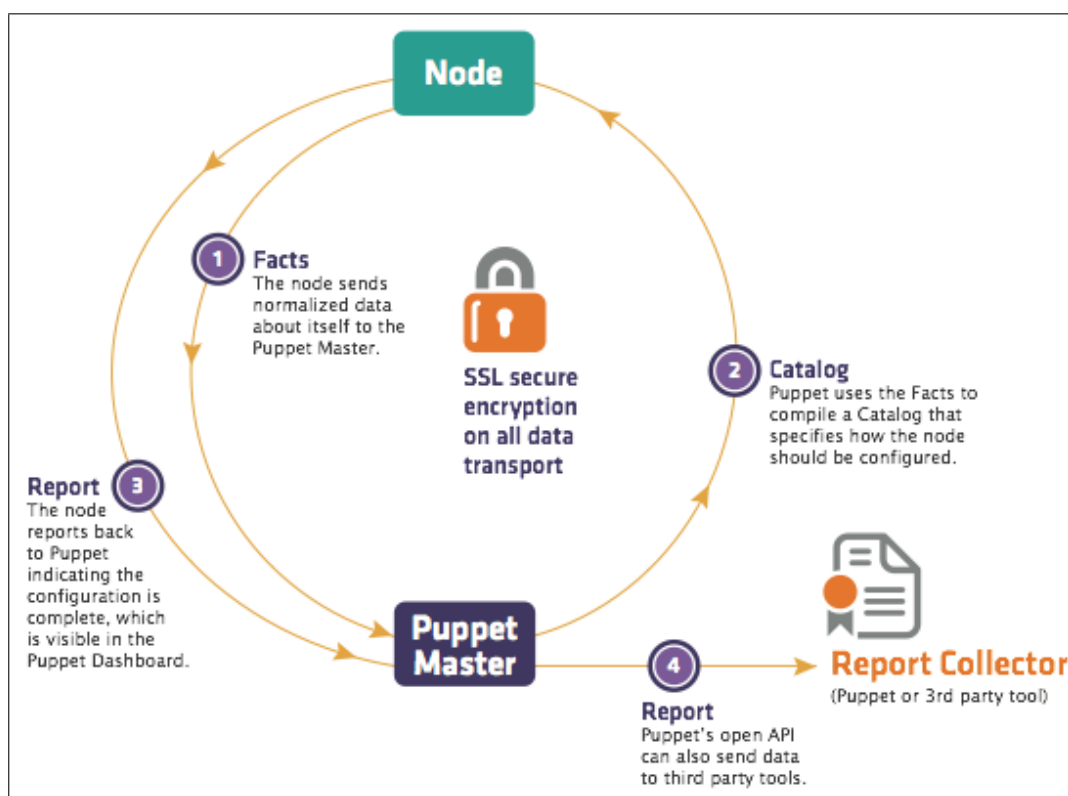 Node
1
Facts
The node sends
normalized data
about itself to the
Puppet Master.
SSL secure
encryption
on all data
transport
2
Catalog
Puppet uses the Facts to
compile a Catalog that
specifies how the node
should be configured.
Report
3
The node
reports back
to Puppet
indicating the
configuration is
complete, which
is visible in the
Puppet Dashboard.
Puppet
Master
4
Report
Puppet's open API
can also send data
to third party tools.
Report Collector
(Puppet or 3rd party tool)